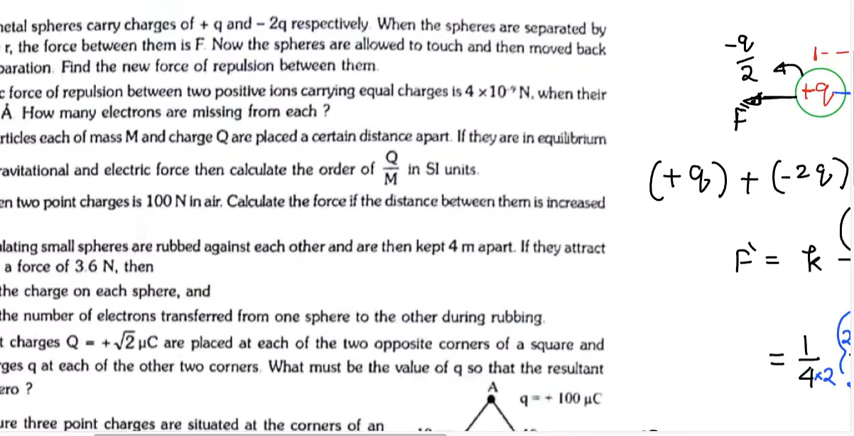 netal spheres carry charges of + q and – 2q respectively. When the spheres are separated by
r, the force between them is F. Now the spheres are allowed to touch and then moved back
paration. Find the new force of repulsion between them.
c force of repulsion between two positive ions carrying equal charges is 4 × 10⁻⁹ N, when their
Å. How many electrons are missing from each ?
rticles each of mass M and charge Q are placed a certain distance apart. If they are in equilibrium
ravitational and electric force then calculate the order of Q/M in SI units.
en two point charges is 100 N in air. Calculate the force if the distance between them is increased
ulating small spheres are rubbed against each other and are then kept 4 m apart. If they attract
a force of 3.6 N, then
the charge on each sphere, and
the number of electrons transferred from one sphere to the other during rubbing.
t charges Q = +√2 μC are placed at each of the two opposite corners of a square and
ges q at each of the other two corners. What must be the value of q so that the resultant
ero ?
ure three point charges are situated at the corners of an
A
q = + 100 μC
-q/2
+q
F
(+q) + (-2q)
F' = k
= 1/4×2